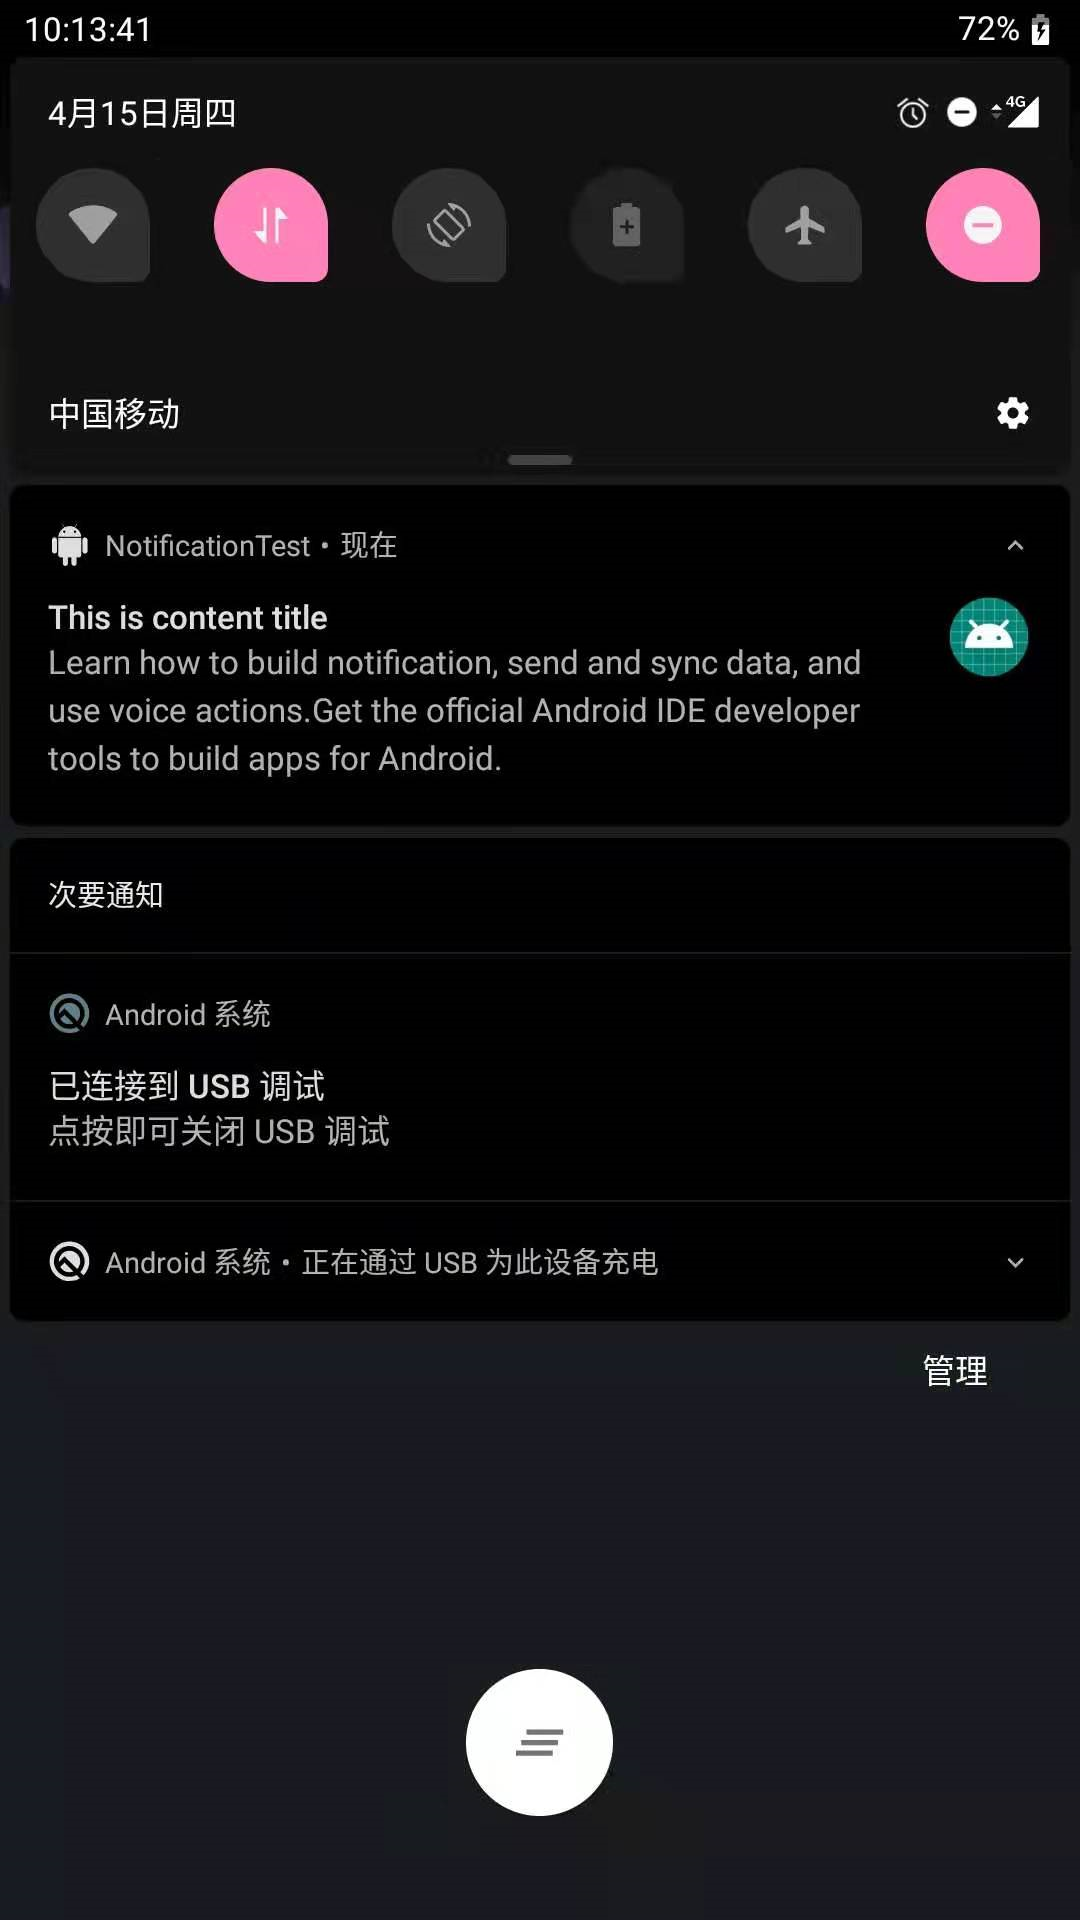 10:13:41
72%
4月15日周四
4G
中国移动
NotificationTest • 现在
This is content title
Learn how to build notification, send and sync data, and
use voice actions.Get the official Android IDE developer
tools to build apps for Android.
次要通知
Android 系统
已连接到 USB 调试
点按即可关闭 USB 调试
Android 系统 • 正在通过 USB 为此设备充电
管理